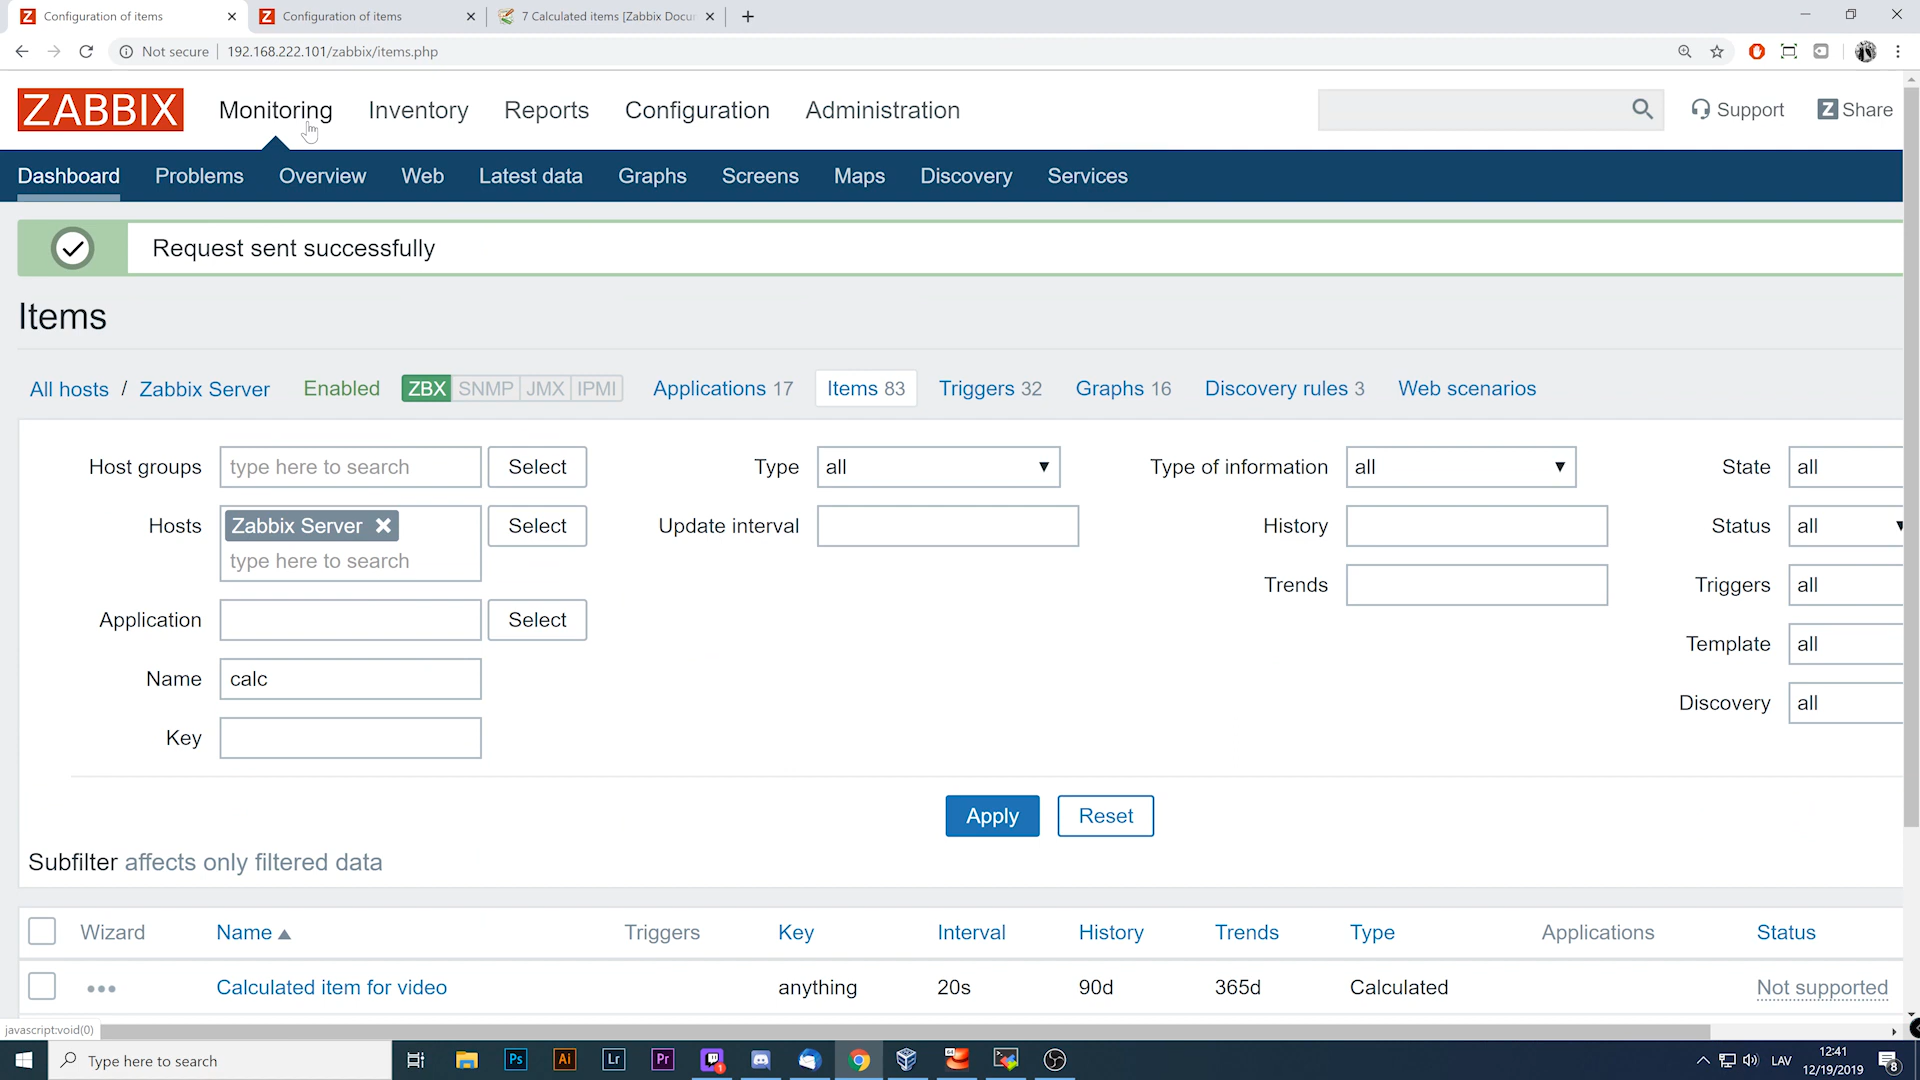 Configuration of items
Configuration of items
7 Calculated items [Zabbix Docu
Not secure
192.168.222.101/zabbix/items.php
ZABBIX
Monitoring
Inventory
Reports
Configuration
Administration
Support
Z Share
Dashboard
Problems
Overview
Web
Latest data
Graphs
Screens
Maps
Discovery
Services
Request sent successfully
Items
All hosts / Zabbix Server
Enabled
ZBX SNMP JMX IPMI
Applications 17
Items 83
Triggers 32
Graphs 16
Discovery rules 3
Web scenarios
Host groups
type here to search
Select
Type
all
Type of information
all
State
all
Hosts
Zabbix Server
type here to search
Select
Update interval
History
Status
all
Trends
Triggers
all
Application
Select
Template
all
Name
calc
Discovery
all
Key
Apply
Reset
Subfilter affects only filtered data
Wizard
Name
Triggers
Key
Interval
History
Trends
Type
Applications
Status
Calculated item for video
anything
20s
90d
365d
Calculated
Not supported
javascript:void(0)
Type here to search
Ps
Ai
Lr
Pr
1
64
LAV
12:41
12/19/2019
8